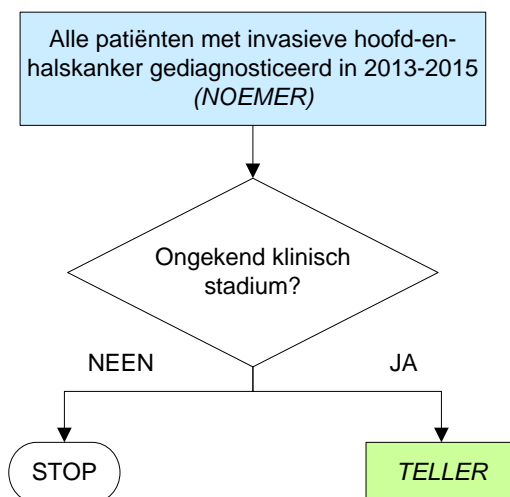 Alle patiënten met invasieve hoofd-en-
halskanker gediagnosticeerd in 2013-2015
(NOEMER)
Ongekend klinisch
stadium?
NEEN
JA
STOP
TELLER